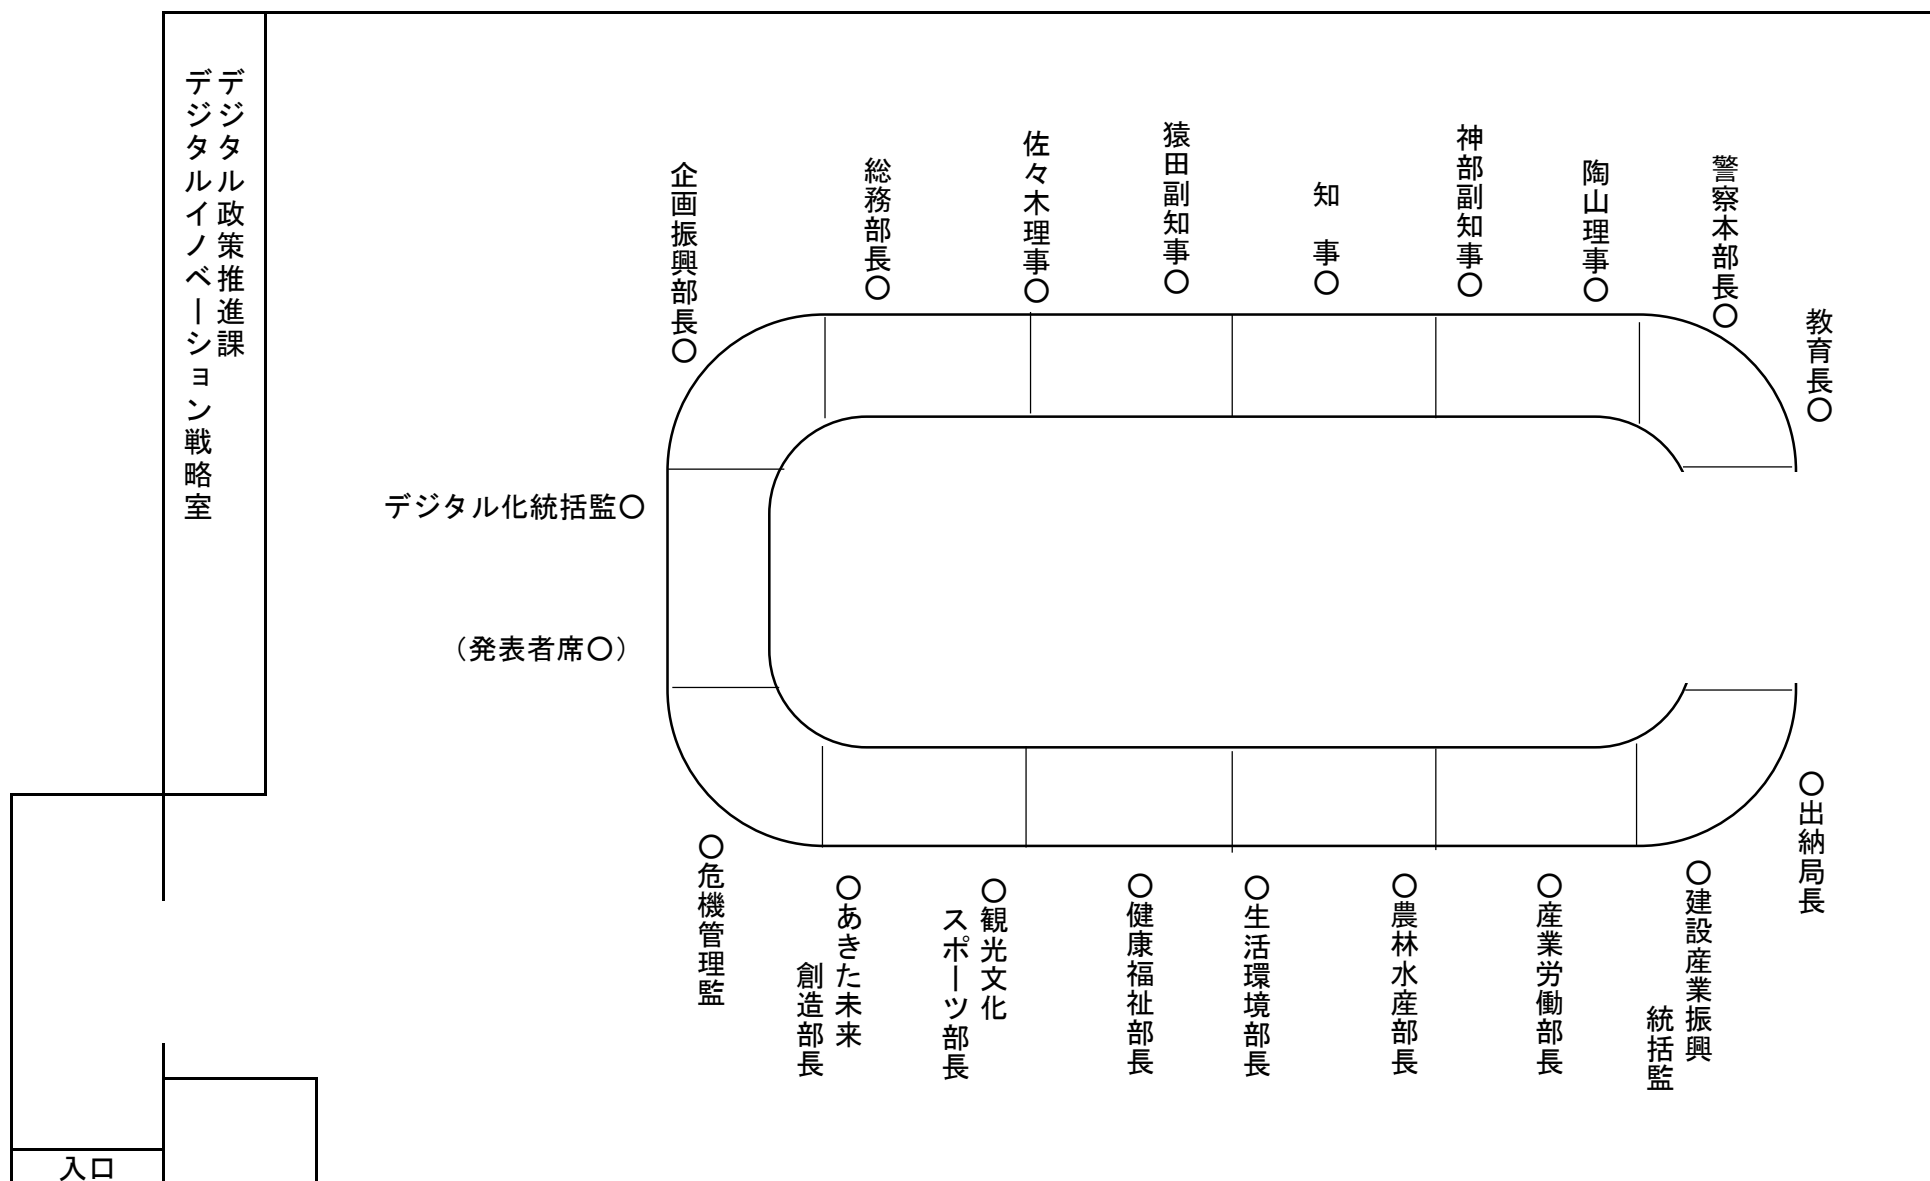 デジタル政策推進課
デジタルイノベーション戦略室
企画振興部長○
総務部長○
佐々木理事○
猿田副知事○
知　事○
神部副知事○
陶山理事○
警察本部長○
教育長○
デジタル化統括監○
（発表者席○）
○危機管理監
○あきた未来
創造部長
○観光文化
スポーツ部長
○健康福祉部長
○生活環境部長
○農林水産部長
○産業労働部長
○建設産業振興
統括監
○出納局長
入口